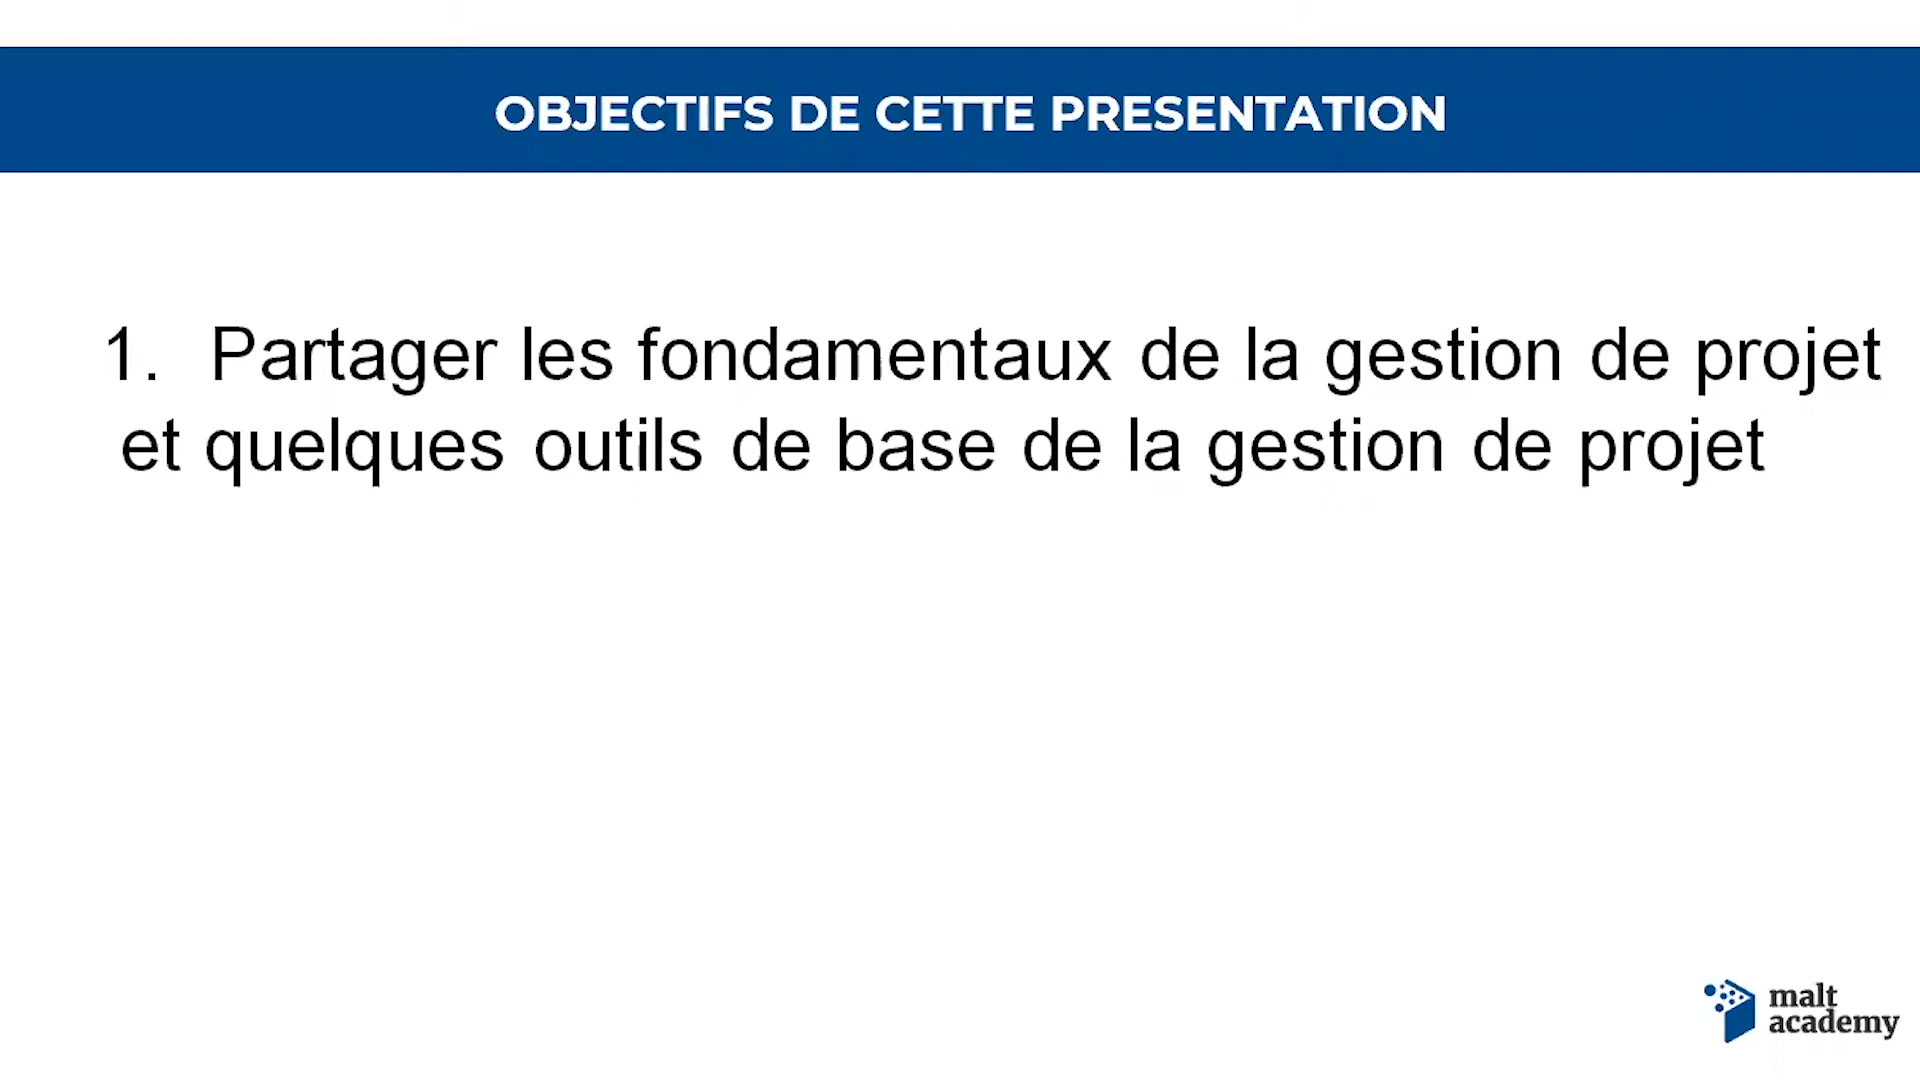 OBJECTIFS DE CETTE PRESENTATION
1. Partager les fondamentaux de la gestion de projet
et quelques outils de base de la gestion de projet
malt
academy